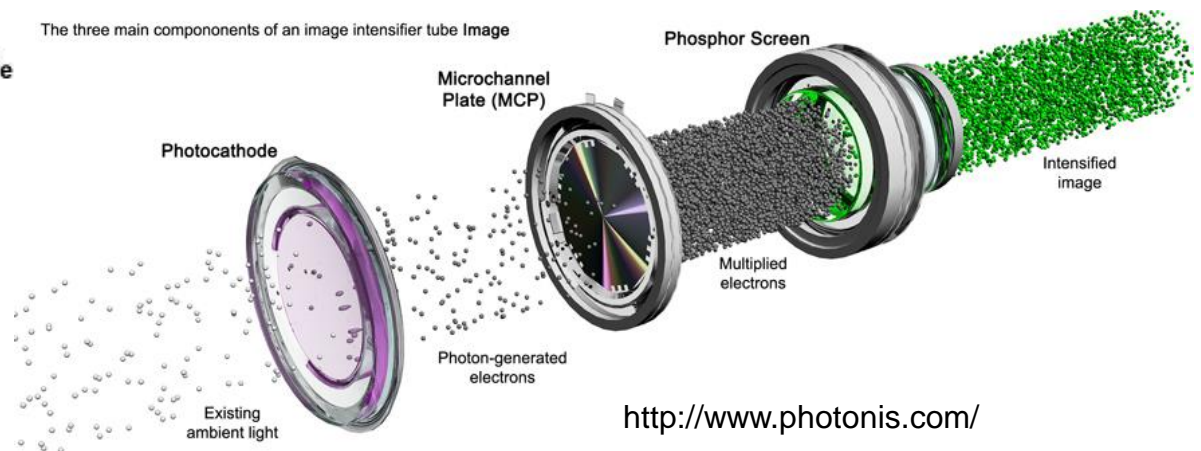 The three main compononents of an image intensifier tube Image
e
Phosphor Screen
Microchannel
Plate (MCP)
Photocathode
Intensified
image
Multiplied
electrons
Photon-generated
electrons
Existing
ambient light
http://www.photonis.com/